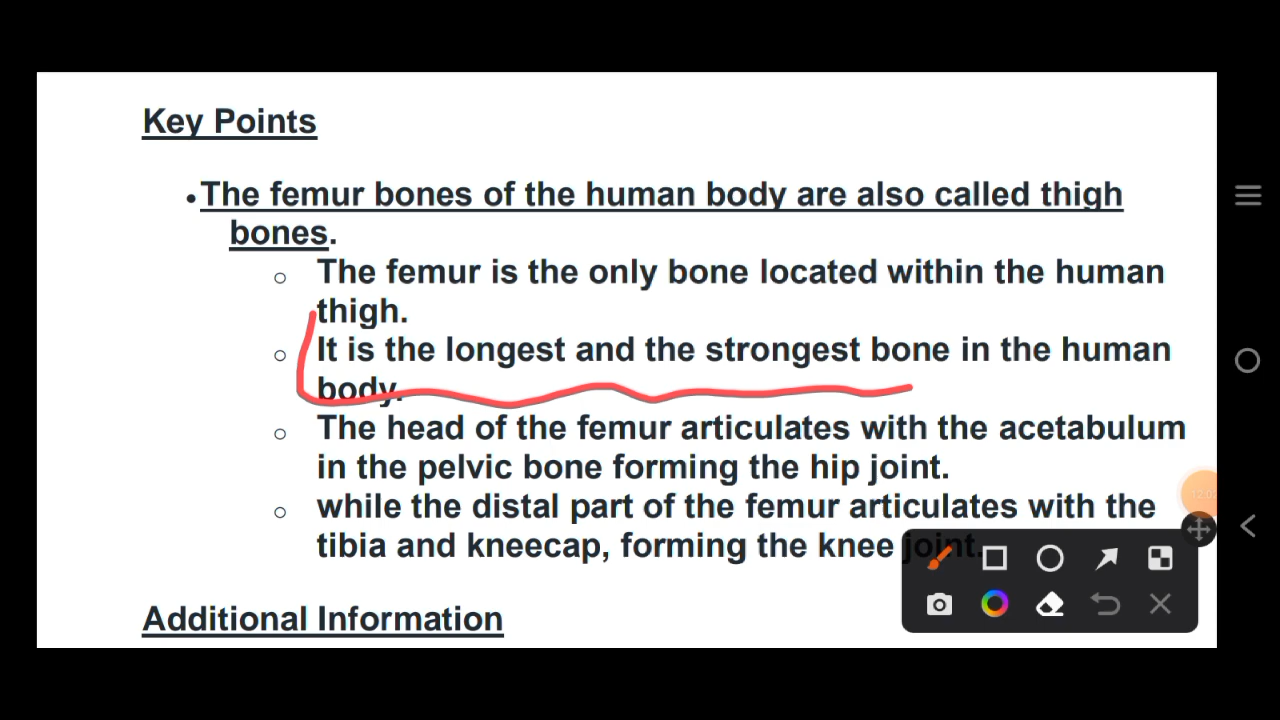 Key Points
• The femur bones of the human body are also called thigh
bones.
o The femur is the only bone located within the human
thigh.
o It is the longest and the strongest bone in the human
body.
o The head of the femur articulates with the acetabulum
in the pelvic bone forming the hip joint.
o while the distal part of the femur articulates with the
tibia and kneecap, forming the knee joint.
Additional Information